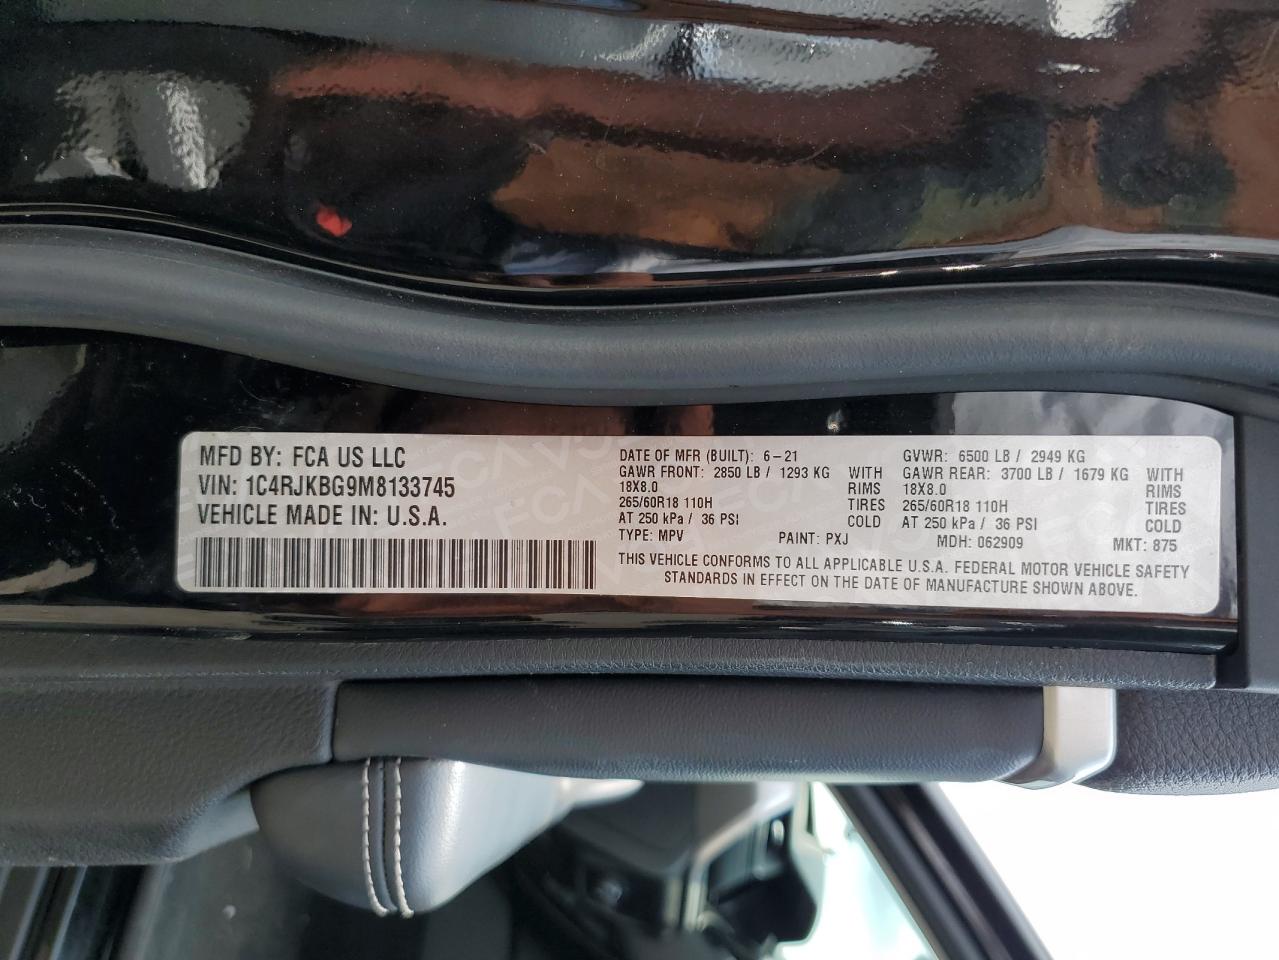 MFD BY: FCA US LLC
VIN: 1C4RJKBG9M8133745
VEHICLE MADE IN: U.S.A.
DATE OF MFR (BUILT): 6-21
GAWR FRONT: 2850 LB / 1293 KG WITH
18X8.0 RIMS
265/60R18 110H TIRES
AT 250 kPa / 36 PSI COLD
TYPE: MPV PAINT: PXJ
GVWR: 6500 LB / 2949 KG
GAWR REAR: 3700 LB / 1679 KG WITH
18X8.0 RIMS
265/60R18 110H TIRES
AT 250 kPa / 36 PSI COLD
MDH: 062909 MKT: 875
THIS VEHICLE CONFORMS TO ALL APPLICABLE U.S.A. FEDERAL MOTOR VEHICLE SAFETY
STANDARDS IN EFFECT ON THE DATE OF MANUFACTURE SHOWN ABOVE.